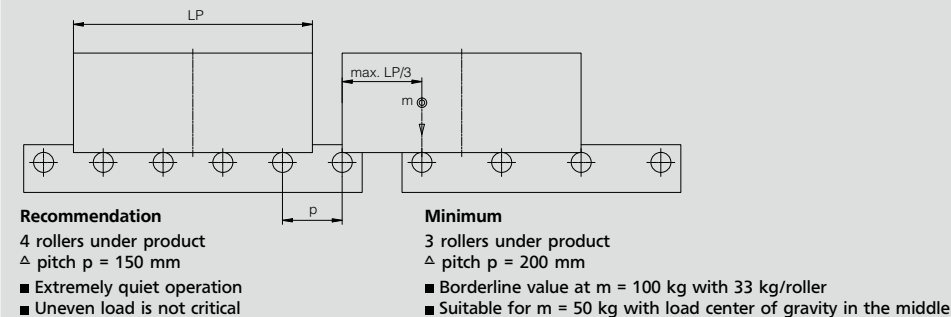 LP
max. LP/3
m
p
Recommendation
4 rollers under product
△ pitch p = 150 mm
■ Extremely quiet operation
■ Uneven load is not critical
Minimum
3 rollers under product
△ pitch p = 200 mm
■ Borderline value at m = 100 kg with 33 kg/roller
■ Suitable for m = 50 kg with load center of gravity in the middle